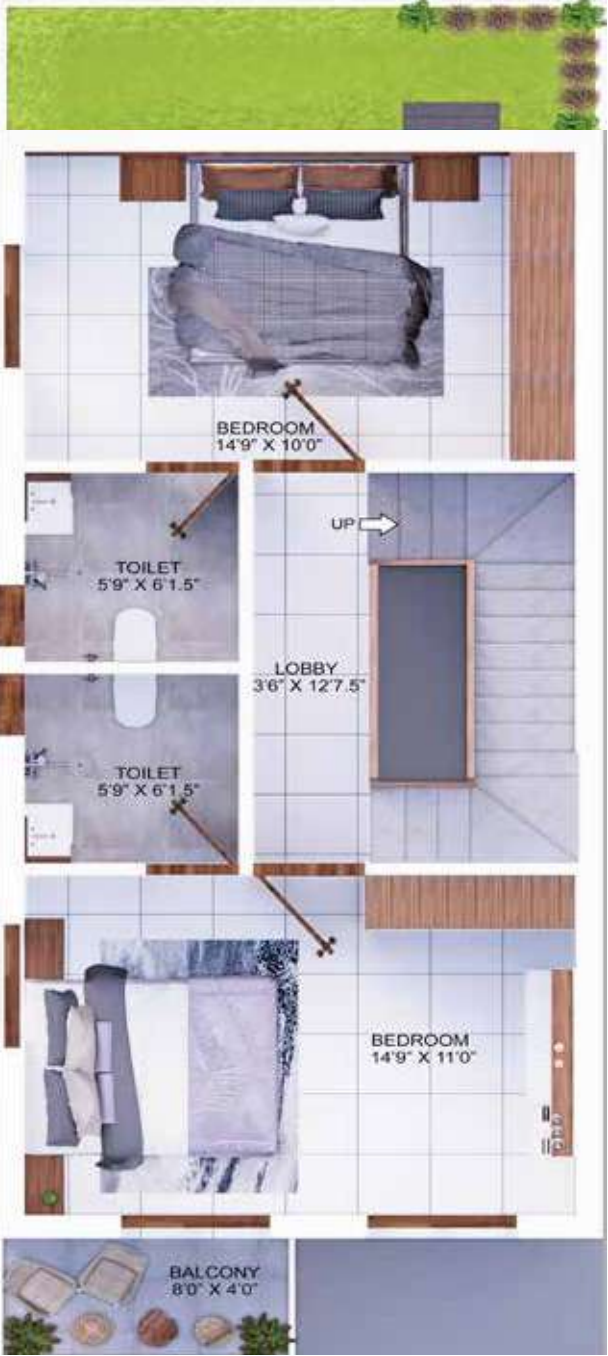 BEDROOM
14'9" X 10'0"
UP
TOILET
5'9" X 6'1.5"
LOBBY
3'6" X 12'7.5"
TOILET
5'9" X 6'1.5"
BEDROOM
14'9" X 11'0"
BALCONY
8'0" X 4'0"